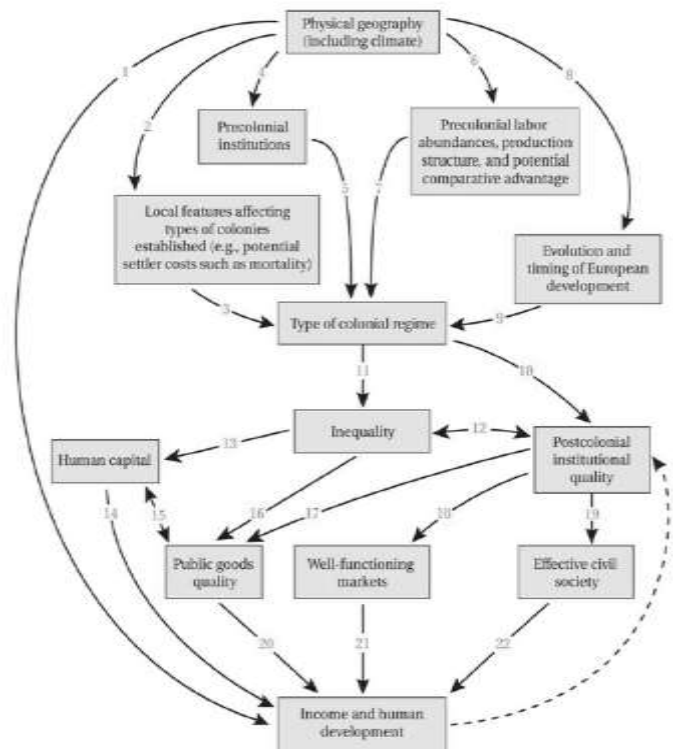 Physical geography
(including climate)
1
2
4
6
8
Precolonial
institutions
Precolonial labor
abundances, production
structure, and potential
comparative advantage
5
Local features affecting
types of colonies
established (e.g., potential
settler costs such as mortality)
Evolution and
timing of European
development
3
9
Type of colonial regime
11
10
Inequality
12
Postcolonial
institutional
quality
13
Human capital
14
15
16
17
19
Public goods
quality
Well-functioning
markets
Effective civil
society
20
21
22
Income and human
development